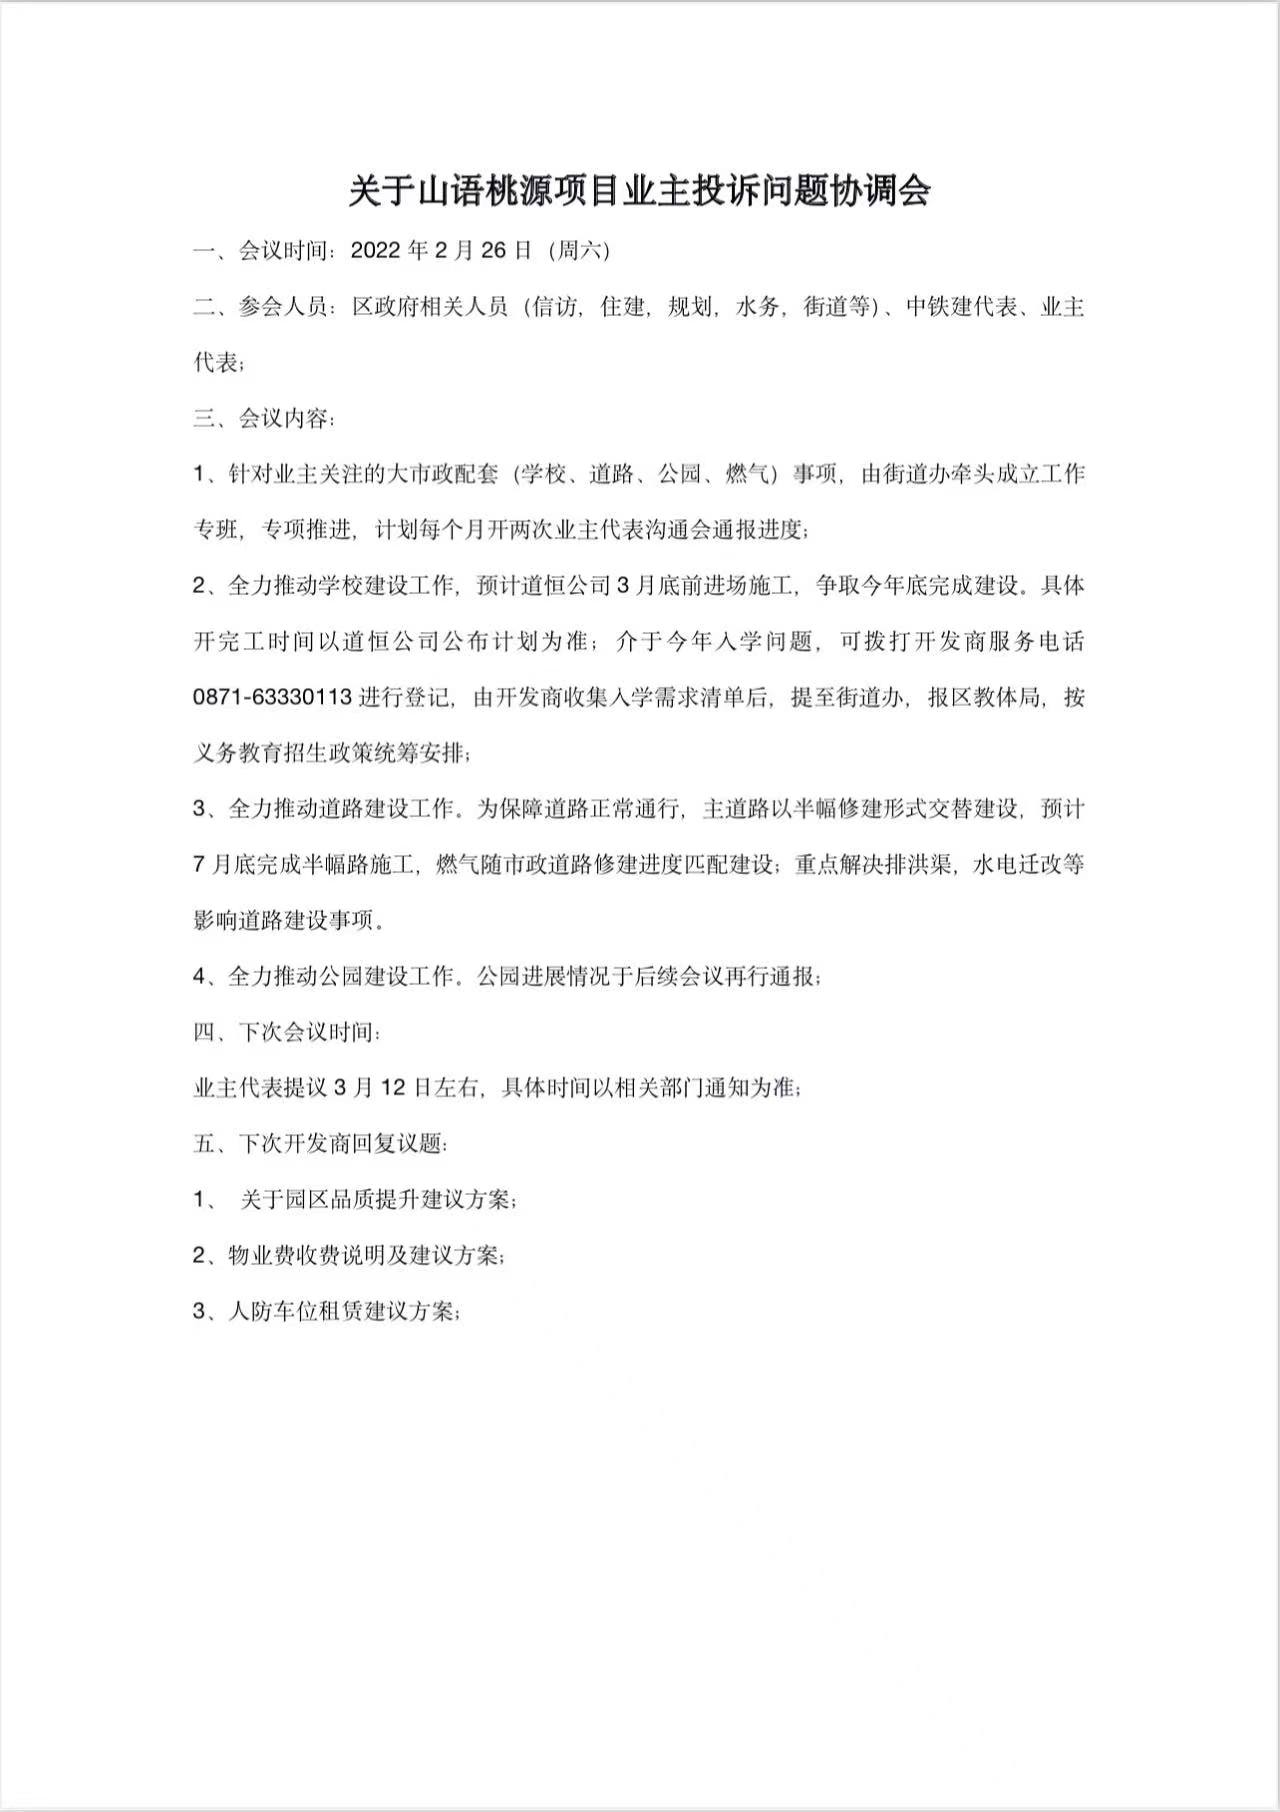 关于山语桃源项目业主投诉问题协调会
一、会议时间：2022 年 2 月 26 日（周六）
二、参会人员：区政府相关人员（信访，住建，规划，水务，街道等）、中铁建代表、业主
代表；
三、会议内容：
1、针对业主关注的大市政配套（学校、道路、公园、燃气）事项，由街道办牵头成立工作
专班，专项推进，计划每个月开两次业主代表沟通会通报进度；
2、全力推动学校建设工作，预计道恒公司 3 月底前进场施工，争取今年底完成建设。具体
开完工时间以道恒公司公布计划为准；介于今年入学问题，可拨打开发商服务电话
0871-63330113 进行登记，由开发商收集入学需求清单后，提至街道办，报区教体局，按
义务教育招生政策统筹安排；
3、全力推动道路建设工作。为保障道路正常通行，主道路以半幅修建形式交替建设，预计
7 月底完成半幅路施工，燃气随市政道路修建进度匹配建设；重点解决排洪渠，水电迁改等
影响道路建设事项。
4、全力推动公园建设工作。公园进展情况于后续会议再行通报；
四、下次会议时间：
业主代表提议 3 月 12 日左右，具体时间以相关部门通知为准；
五、下次开发商回复议题：
1、 关于园区品质提升建议方案；
2、物业费收费说明及建议方案；
3、人防车位租赁建议方案；